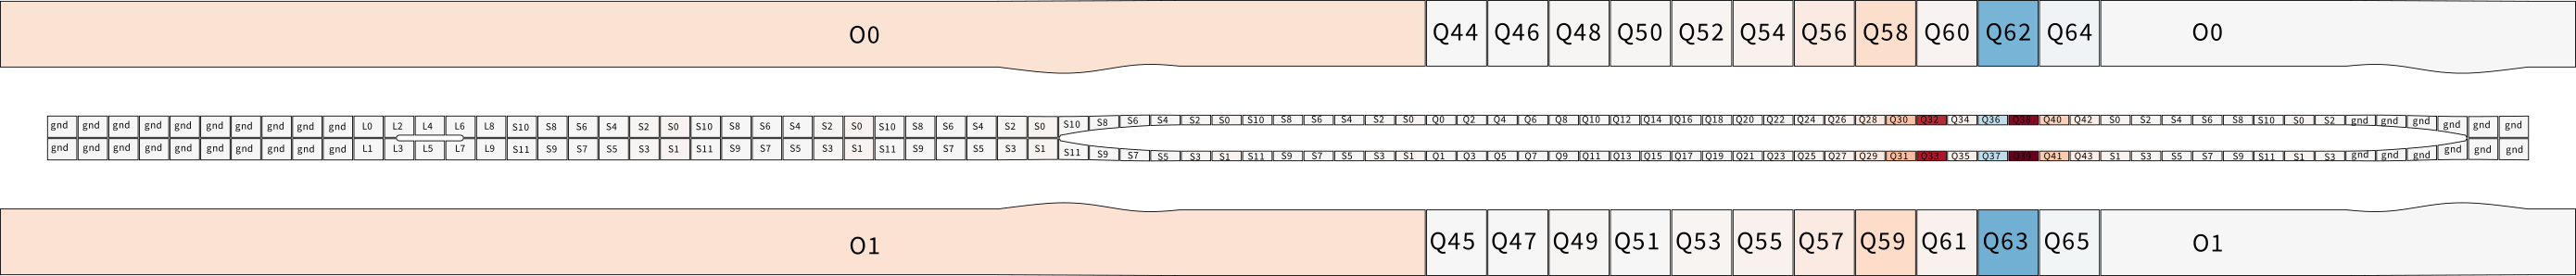 O0 Q44 Q46 Q48 Q50 Q52 Q54 Q56 Q58 Q60 Q62 Q64 O0
gnd gnd gnd gnd gnd gnd gnd gnd gnd gnd L0 L2 L4 L6 L8 S10 S8 S6 S4 S2 S0 S10 S8 S6 S4 S2 S0 S10 S8 S6 S4 S2 S0 S10 S8 S6 S4 S2 S0 S10 S8 S6 S4 S2 S0 Q0 Q2 Q4 Q6 Q8 Q10 Q12 Q14 Q16 Q18 Q20 Q22 Q24 Q26 Q28 Q30 Q32 Q34 Q36 Q38 Q40 Q42 S0 S2 S4 S6 S8 S10 S0 S2 gnd gnd gnd gnd gnd gnd
gnd gnd gnd gnd gnd gnd gnd gnd gnd gnd L1 L3 L5 L7 L9 S11 S9 S7 S5 S3 S1 S11 S9 S7 S5 S3 S1 S11 S9 S7 S5 S3 S1 S11 S9 S7 S5 S3 S1 S11 S9 S7 S5 S3 S1 Q1 Q3 Q5 Q7 Q9 Q11 Q13 Q15 Q17 Q19 Q21 Q23 Q25 Q27 Q29 Q31 Q33 Q35 Q37 Q39 Q41 Q43 S1 S3 S5 S7 S9 S11 S1 S3 gnd gnd gnd gnd gnd gnd
O1 Q45 Q47 Q49 Q51 Q53 Q55 Q57 Q59 Q61 Q63 Q65 O1